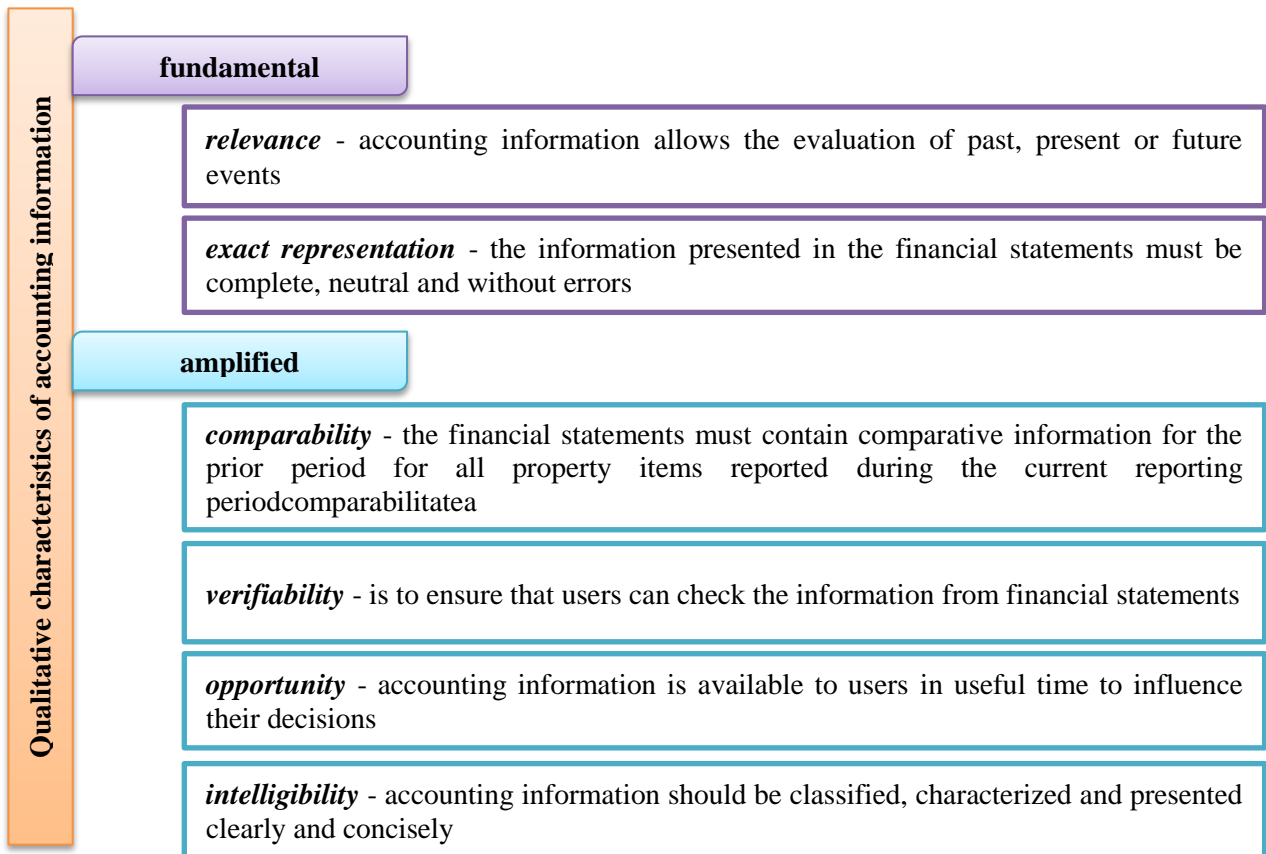 Qualitative characteristics of accounting information
fundamental
relevance - accounting information allows the evaluation of past, present or future
events
exact representation - the information presented in the financial statements must be
complete, neutral and without errors
amplified
comparability - the financial statements must contain comparative information for the
prior period for all property items reported during the current reporting
periodcomparabilitatea
verifiability - is to ensure that users can check the information from financial statements
opportunity - accounting information is available to users in useful time to influence
their decisions
intelligibility - accounting information should be classified, characterized and presented
clearly and concisely